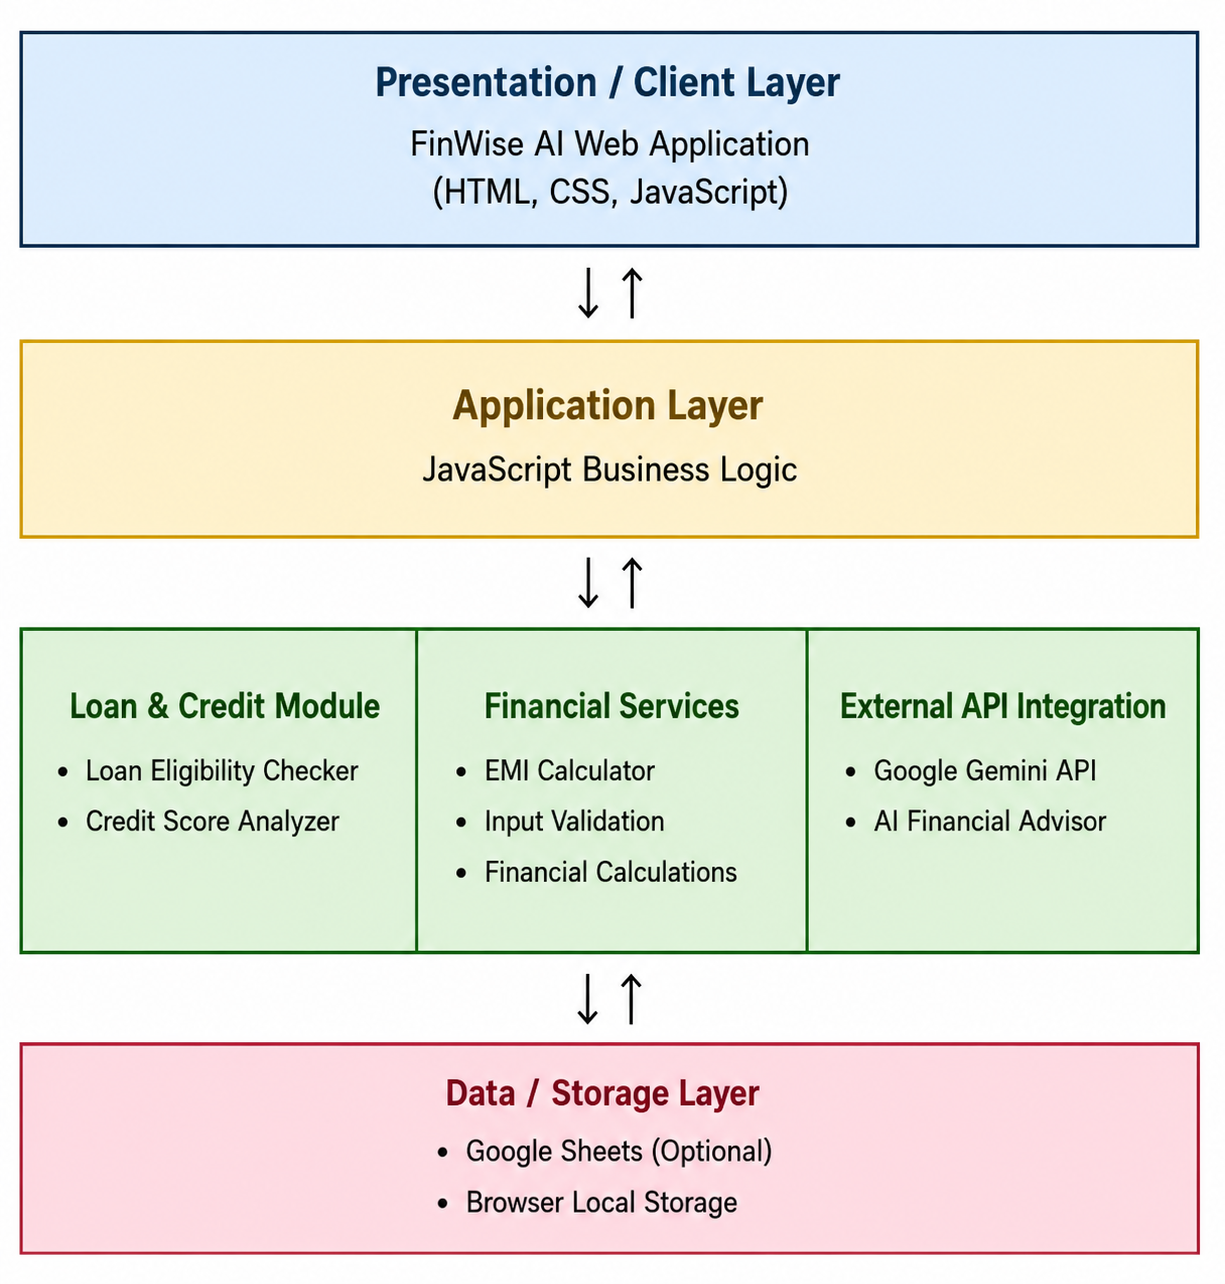 Presentation / Client Layer
FinWise AI Web Application
(HTML, CSS, JavaScript)
Application Layer
JavaScript Business Logic
Loan & Credit Module
• Loan Eligibility Checker
• Credit Score Analyzer
Financial Services
• EMI Calculator
• Input Validation
• Financial Calculations
External API Integration
• Google Gemini API
• AI Financial Advisor
Data / Storage Layer
• Google Sheets (Optional)
• Browser Local Storage